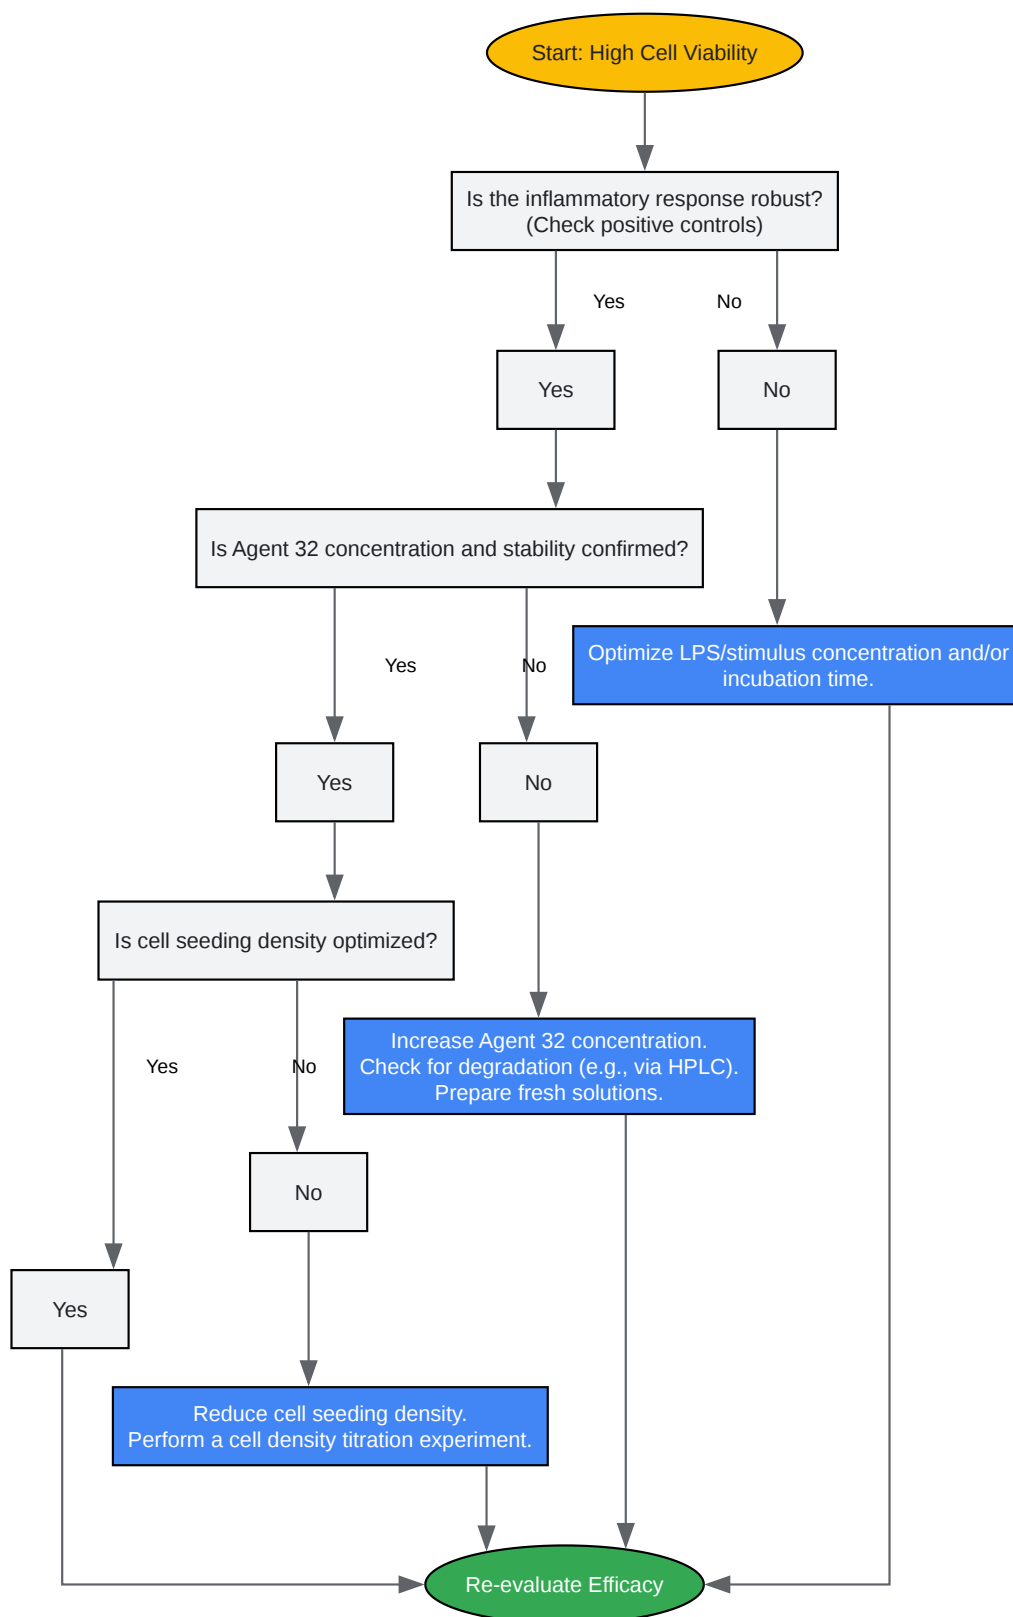 Start: High Cell Viability
Is the inflammatory response robust?
(Check positive controls)
Yes
No
Yes
No
Is Agent 32 concentration and stability confirmed?
Yes
No
Optimize LPS/stimulus concentration and/or
incubation time.
Yes
No
Is cell seeding density optimized?
Yes
No
Increase Agent 32 concentration.
Check for degradation (e.g., via HPLC).
Prepare fresh solutions.
No
Yes
Reduce cell seeding density.
Perform a cell density titration experiment.
Re-evaluate Efficacy